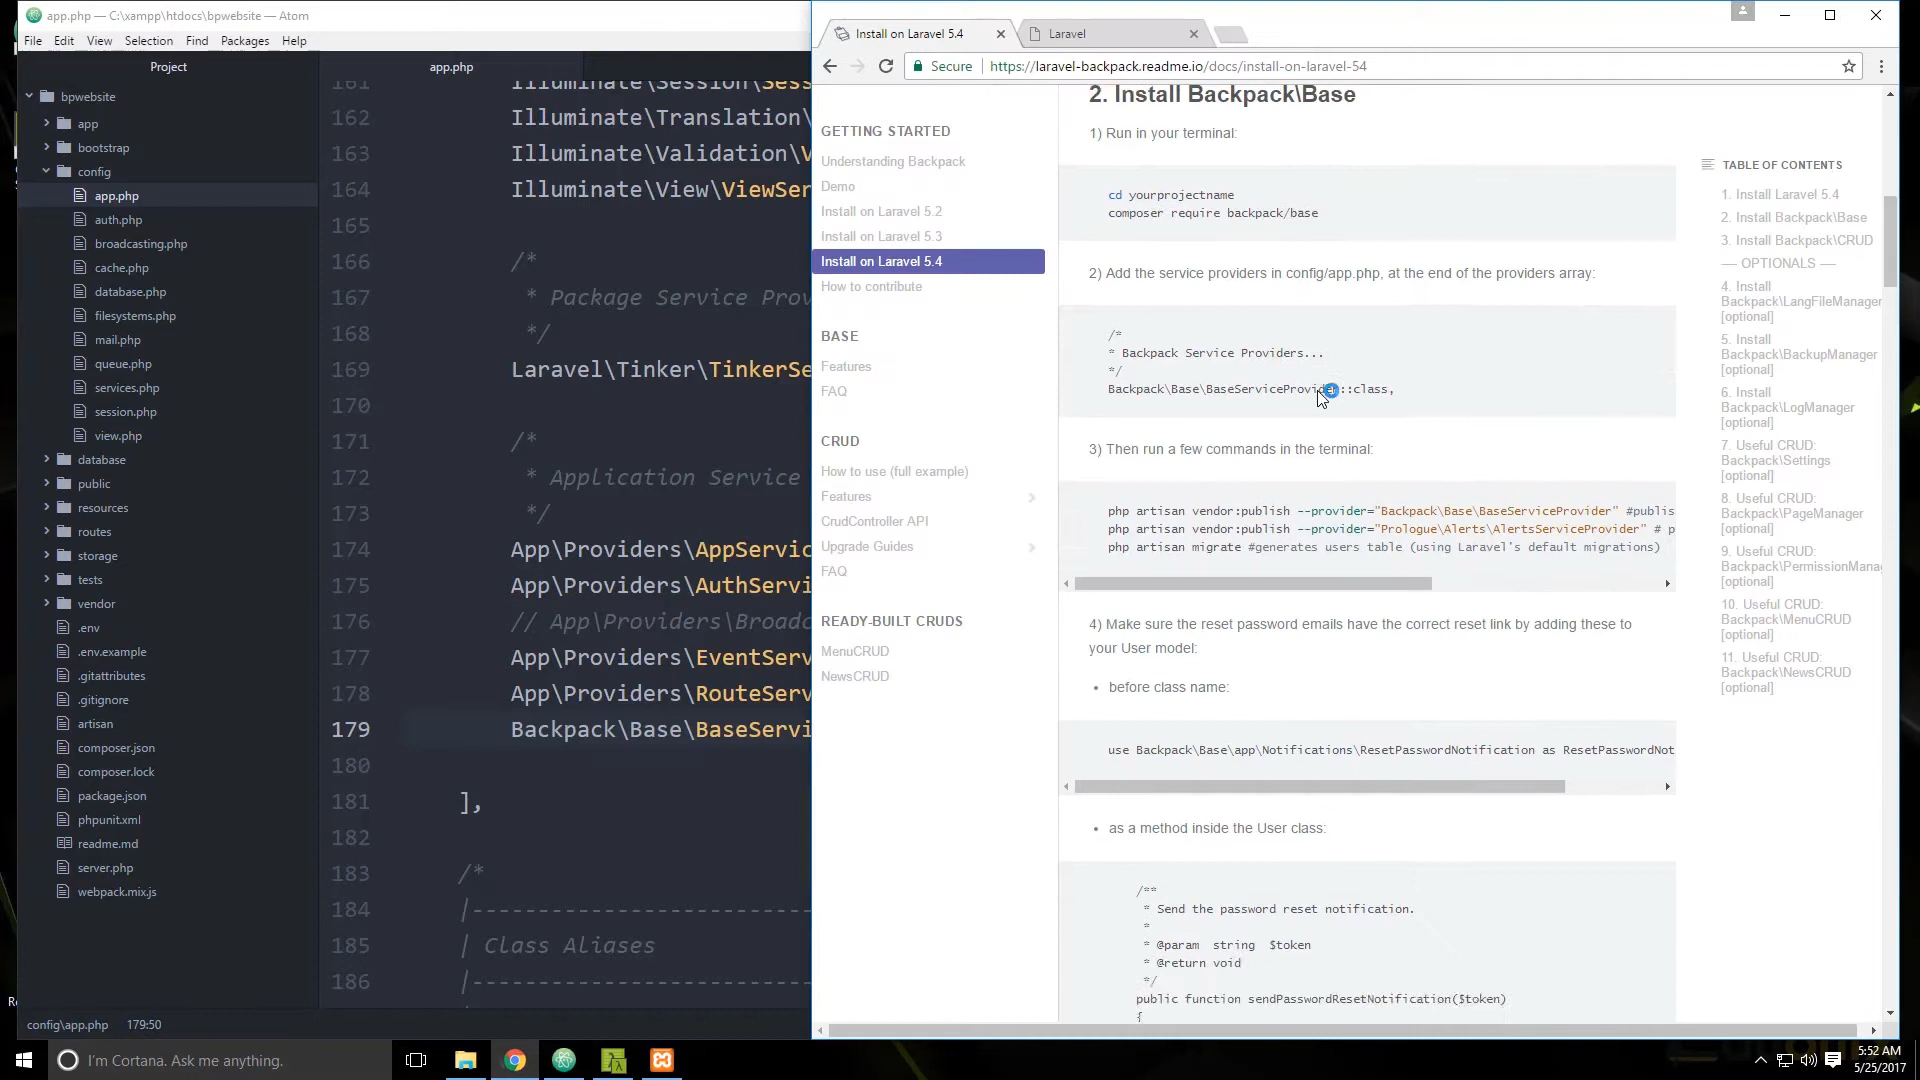 app.php — C:\xampp\htdocs\bpwebsite — Atom
File Edit View Selection Find Packages Help
Project
bpwebsite
app
bootstrap
config
app.php
auth.php
broadcasting.php
cache.php
database.php
filesystems.php
mail.php
queue.php
services.php
session.php
view.php
database
public
resources
routes
storage
tests
vendor
.env
.env.example
.gitattributes
.gitignore
artisan
composer.json
composer.lock
package.json
phpunit.xml
readme.md
server.php
webpack.mix.js
app.php
161 Illuminate\Session\Sess
162 Illuminate\Translation\
163 Illuminate\Validation\V
164 Illuminate\View\ViewSer
165
166 /*
167 * Package Service Prov
168 */
169 Laravel\Tinker\TinkerSe
170
171 /*
172 * Application Service
173 */
174 App\Providers\AppServic
175 App\Providers\AuthServi
176 // App\Providers\Broadc
177 App\Providers\EventServ
178 App\Providers\RouteServ
179 Backpack\Base\BaseServi
180
181 ],
182
183 /*
184 |--------------------------
185 | Class Aliases
186 |--------------------------
config\app.php 179:50
Install on Laravel 5.4
Laravel
Secure https://laravel-backpack.readme.io/docs/install-on-laravel-54
GETTING STARTED
Understanding Backpack
Demo
Install on Laravel 5.2
Install on Laravel 5.3
Install on Laravel 5.4
How to contribute
BASE
Features
FAQ
CRUD
How to use (full example)
Features
CrudController API
Upgrade Guides
FAQ
READY-BUILT CRUDS
MenuCRUD
NewsCRUD
2. Install Backpack\Base
1) Run in your terminal:
cd yourprojectname
composer require backpack/base
2) Add the service providers in config/app.php, at the end of the providers array:
/*
* Backpack Service Providers...
*/
Backpack\Base\BaseServiceProvider::class,
3) Then run a few commands in the terminal:
php artisan vendor:publish --provider="Backpack\Base\BaseServiceProvider" #publis
php artisan vendor:publish --provider="Prologue\Alerts\AlertsServiceProvider" # p
php artisan migrate #generates users table (using Laravel's default migrations)
4) Make sure the reset password emails have the correct reset link by adding these to
your User model:
• before class name:
use Backpack\Base\app\Notifications\ResetPasswordNotification as ResetPasswordNot
• as a method inside the User class:
/**
* Send the password reset notification.
*
* @param string $token
* @return void
*/
public function sendPasswordResetNotification($token)
{
TABLE OF CONTENTS
1. Install Laravel 5.4
2. Install Backpack\Base
3. Install Backpack\CRUD
---- OPTIONALS ----
4. Install
Backpack\LangFileManager
[optional]
5. Install
Backpack\BackupManager
[optional]
6. Install
Backpack\LogManager
[optional]
7. Useful CRUD:
Backpack\Settings
[optional]
8. Useful CRUD:
Backpack\PageManager
[optional]
9. Useful CRUD:
Backpack\PermissionMana
[optional]
10. Useful CRUD:
Backpack\MenuCRUD
[optional]
11. Useful CRUD:
Backpack\NewsCRUD
[optional]
I'm Cortana. Ask me anything.
5:52 AM
5/25/2017